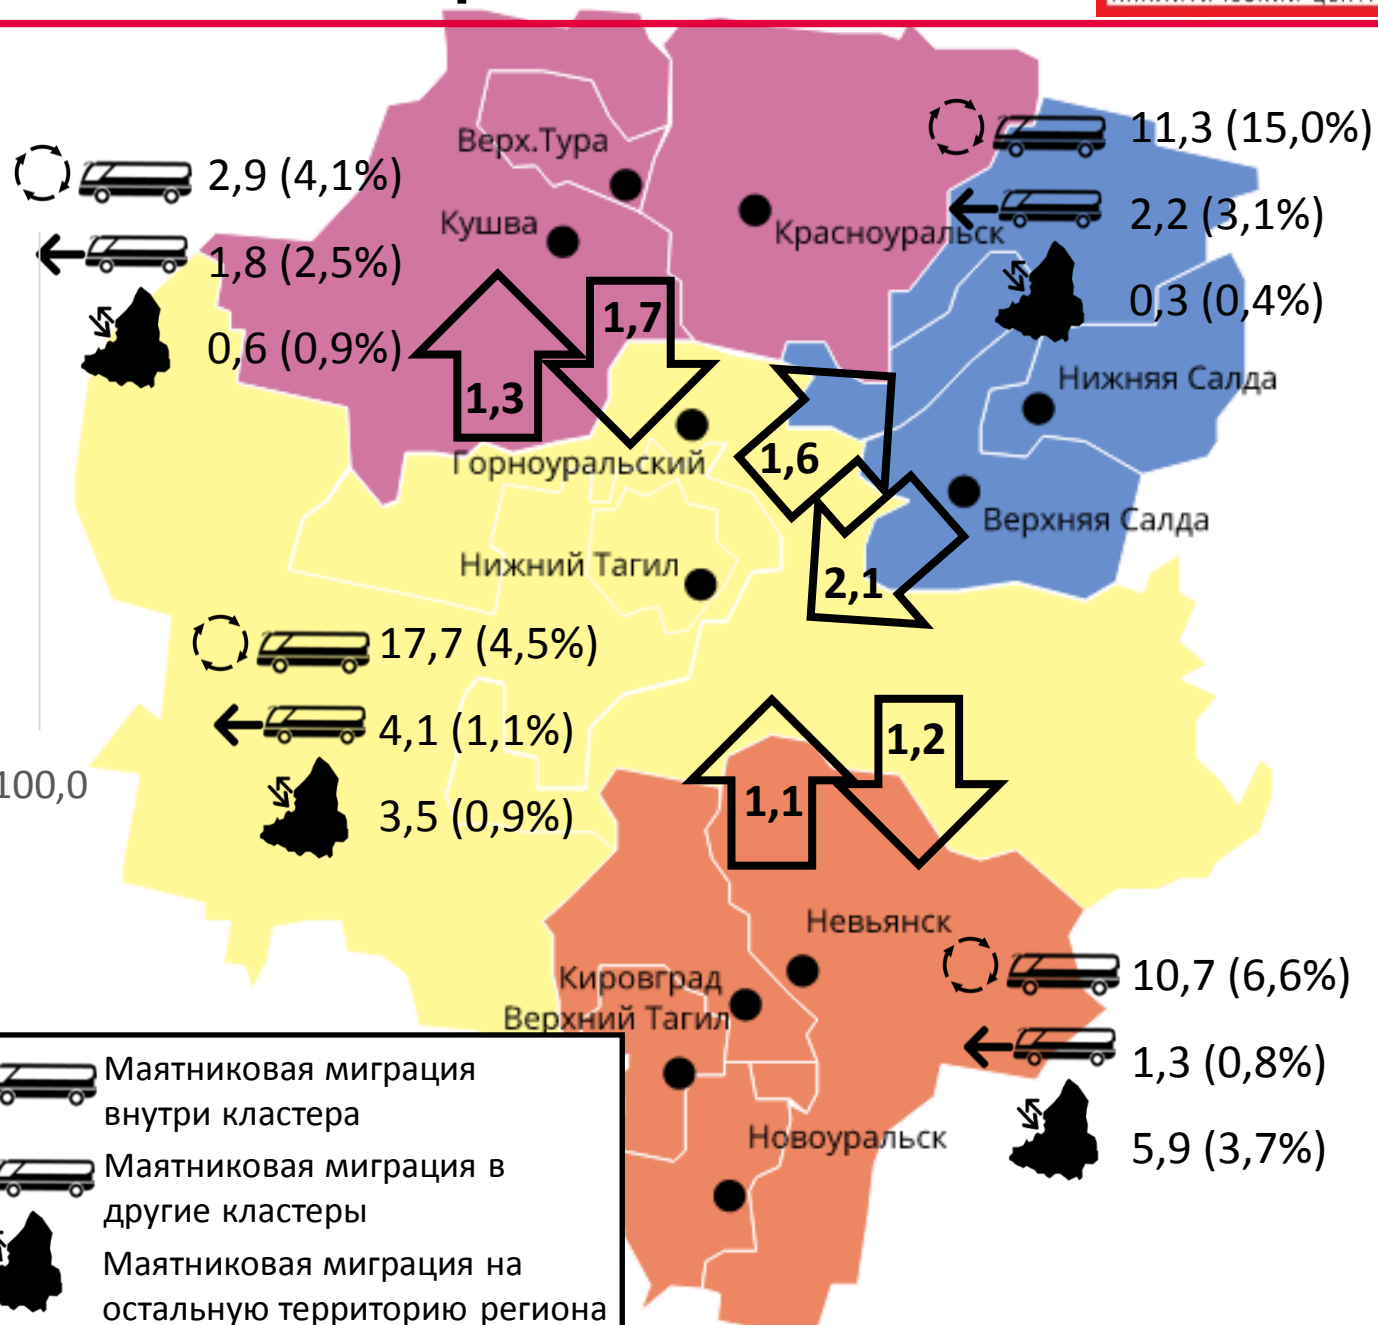 11,3 (15,0%)
Верх.Тура
2,9 (4,1%)
2,2 (3,1%)
Кушва
Красноуральск
1,8 (2,5%)
0,3 (0,4%)
1,7
0,6 (0,9%)
Нижняя Салда
1,3
Горноуральский
1,6
Верхняя Салда
Нижний Тагил
2,1
17,7 (4,5%)
4,1 (1,1%)
1,2
100,0
1,1
3,5 (0,9%)
Невьянск
Кировград
10,7 (6,6%)
Верхний Тагил
1,3 (0,8%)
Новоуральск
5,9 (3,7%)
Маятниковая миграция
внутри кластера
Маятниковая миграция в
другие кластеры
Маятниковая миграция на
остальную территорию региона